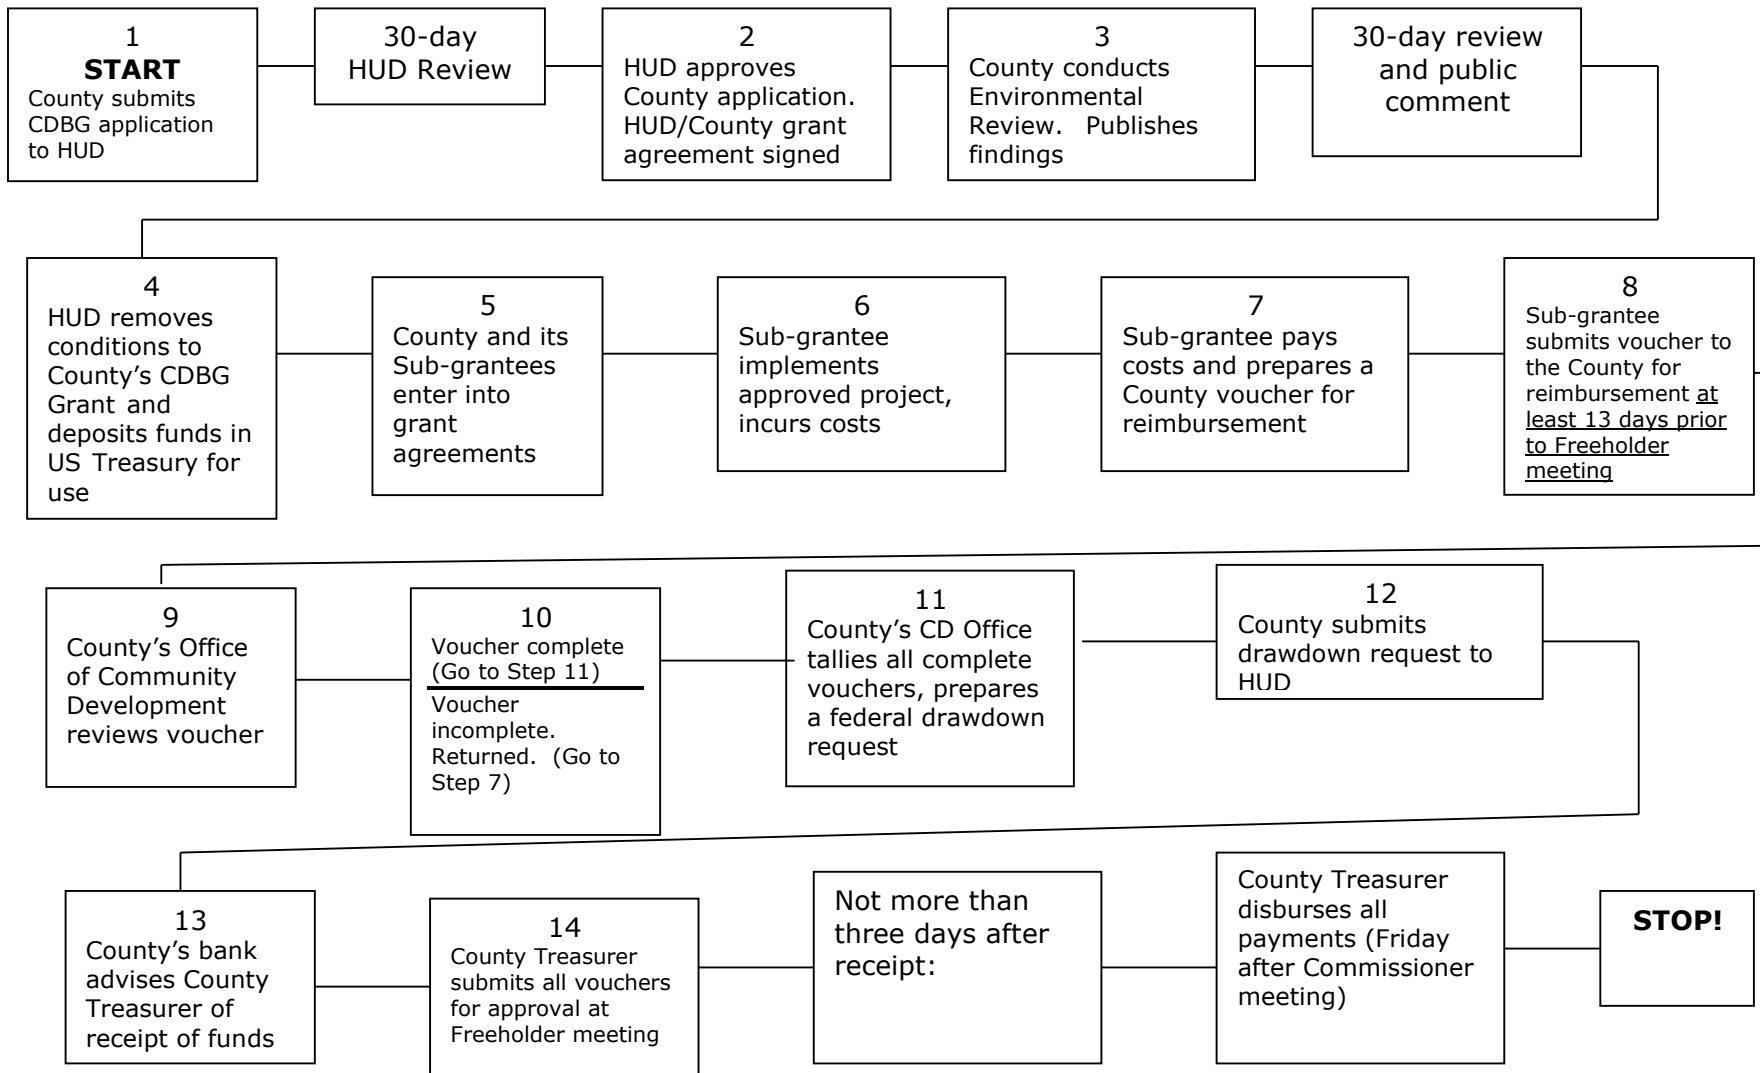 1
START
County submits
CDBG application
to HUD
30-day
HUD Review
2
HUD approves
County application.
HUD/County grant
agreement signed
3
County conducts
Environmental
Review. Publishes
findings
30-day review
and public
comment
4
HUD removes
conditions to
County’s CDBG
Grant and
deposits funds in
US Treasury for
use
5
County and its
Sub-grantees
enter into
grant
agreements
6
Sub-grantee
implements
approved project,
incurs costs
7
Sub-grantee pays
costs and prepares a
County voucher for
reimbursement
8
Sub-grantee
submits voucher to
the County for
reimbursement at
least 13 days prior
to Freeholder
meeting
9
County’s Office
of Community
Development
reviews voucher
10
Voucher complete
(Go to Step 11)
Voucher
incomplete.
Returned. (Go to
Step 7)
11
County’s CD Office
tallies all complete
vouchers, prepares
a federal drawdown
request
12
County submits
drawdown request to
HUD
13
County’s bank
advises County
Treasurer of
receipt of funds
14
County Treasurer
submits all vouchers
for approval at
Freeholder meeting
Not more than
three days after
receipt:
County Treasurer
disburses all
payments (Friday
after Commissioner
meeting)
STOP!